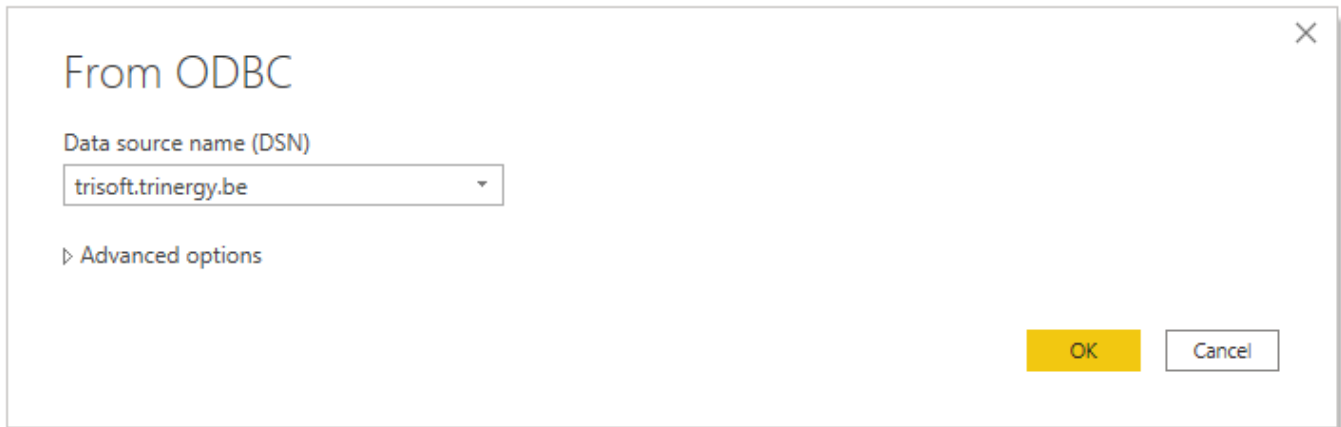 From ODBC
Data source name (DSN)
trisoft.trinergy.be
Advanced options
OK Cancel